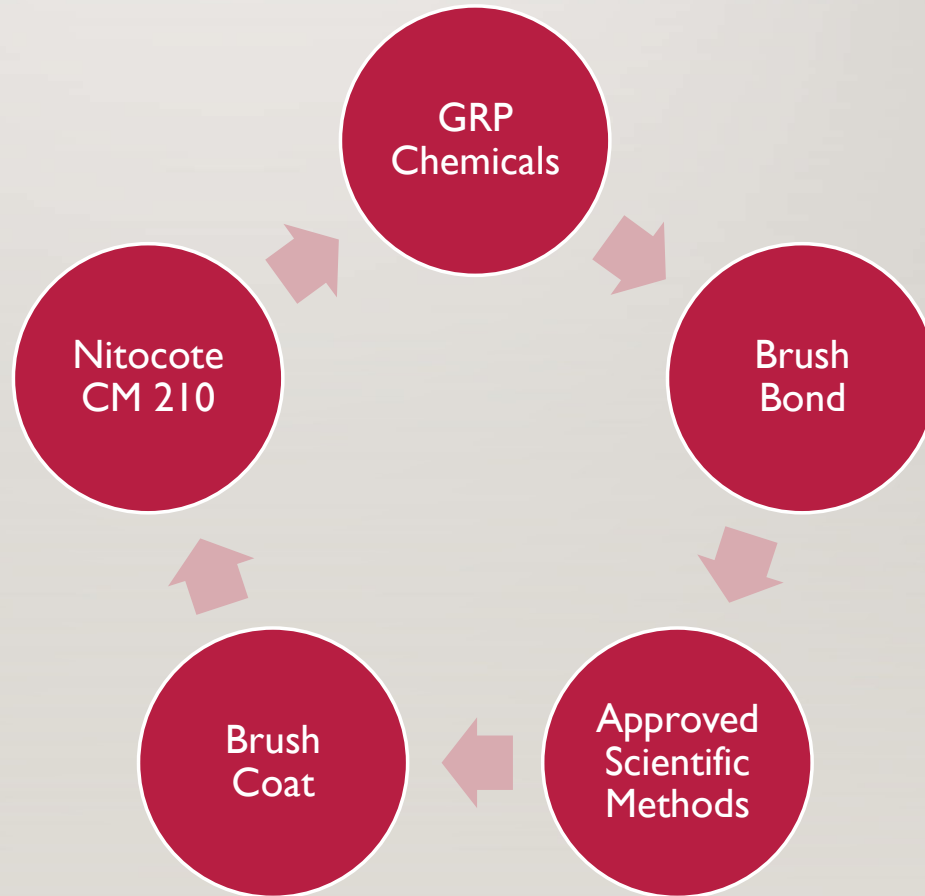 GRP
Chemicals
Brush
Bond
Approved
Scientific
Methods
Brush
Coat
Nitocote
CM 210